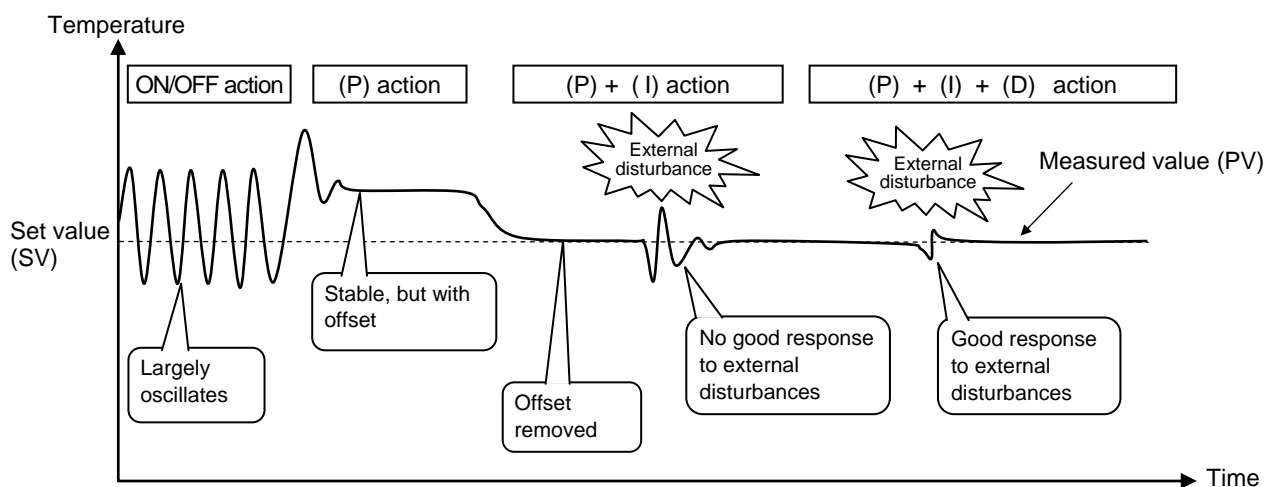 Temperature
ON/OFF action
(P) action
(P) + ( I) action
(P) + (I) + (D) action
External
disturbance
External
disturbance
Measured value (PV)
Set value
(SV)
Stable, but with
offset
Largely
oscillates
No good response
to external
disturbances
Good response
to external
disturbances
Offset
removed
Time